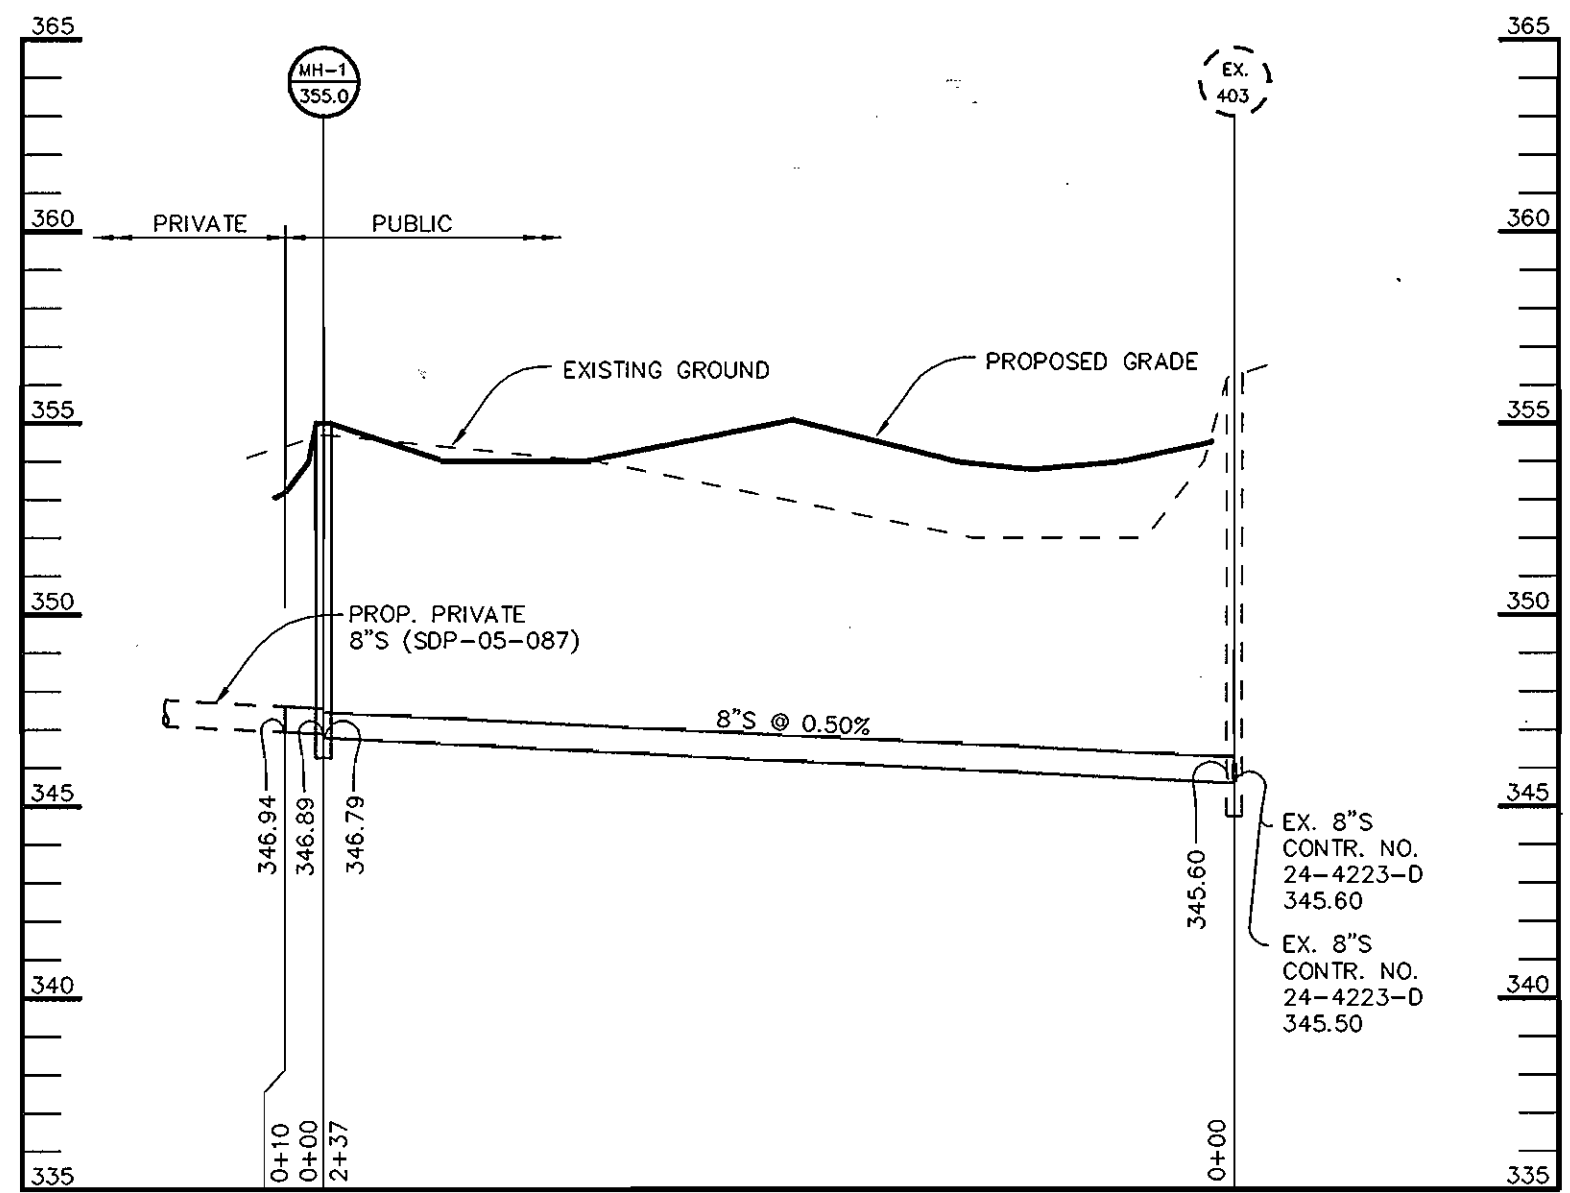 365
365
MH-1
355.0
EX.
403
360
360
PRIVATE
PUBLIC
EXISTING GROUND
PROPOSED GRADE
355
355
350
350
PROP. PRIVATE
8"S (SDP-05-087)
8"S @ 0.50%
346.94
346.89
346.79
345.60
345
345
EX. 8"S
CONTR. NO.
24-4223-D
345.60
EX. 8"S
CONTR. NO.
24-4223-D
345.50
340
340
0+10
0+00
2+37
0+00
335
335